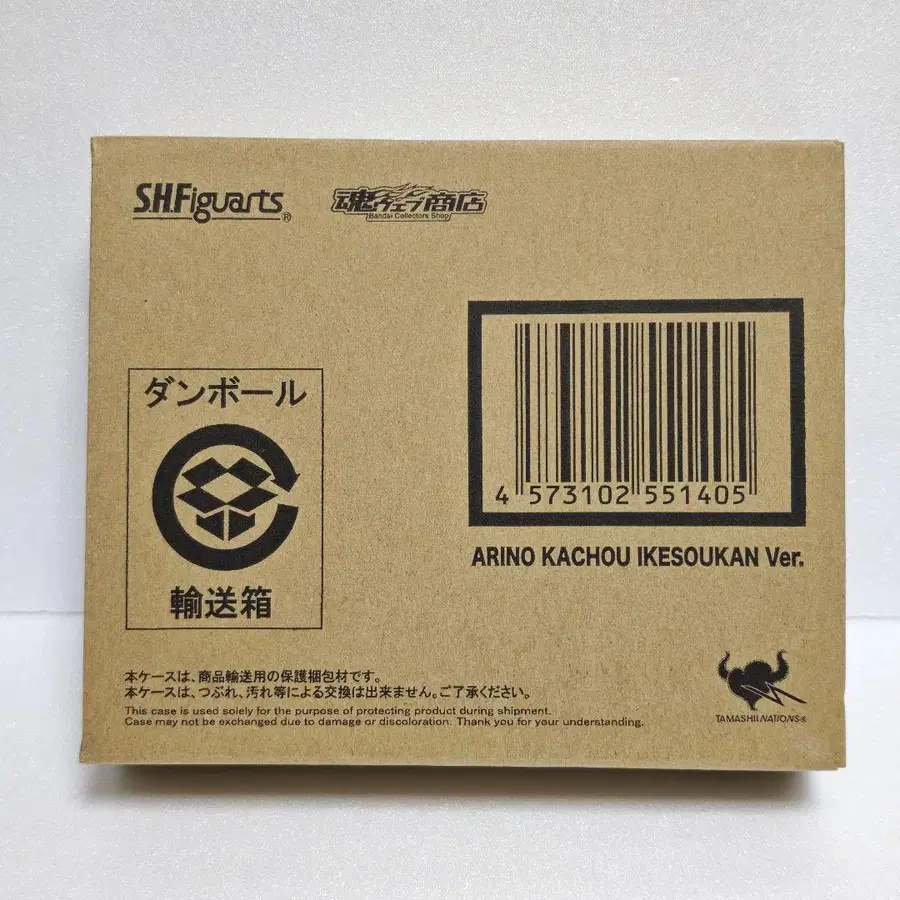 S.H.Figuarts®
魂ウェブ商店
Bandai Collectors Shop
ダンボール
輸送箱
4 573102 551405
ARINO KACHOU IKESOUKAN Ver.
本ケースは、商品輸送用の保護梱包材です。
本ケースは、つぶれ、汚れ等による交換は出来ません。ご了承ください。
This case is used solely for the purpose of protecting product during shipment.
Case may not be exchanged due to damage or discoloration. Thank you for your understanding.
TAMASHII NATIONS®